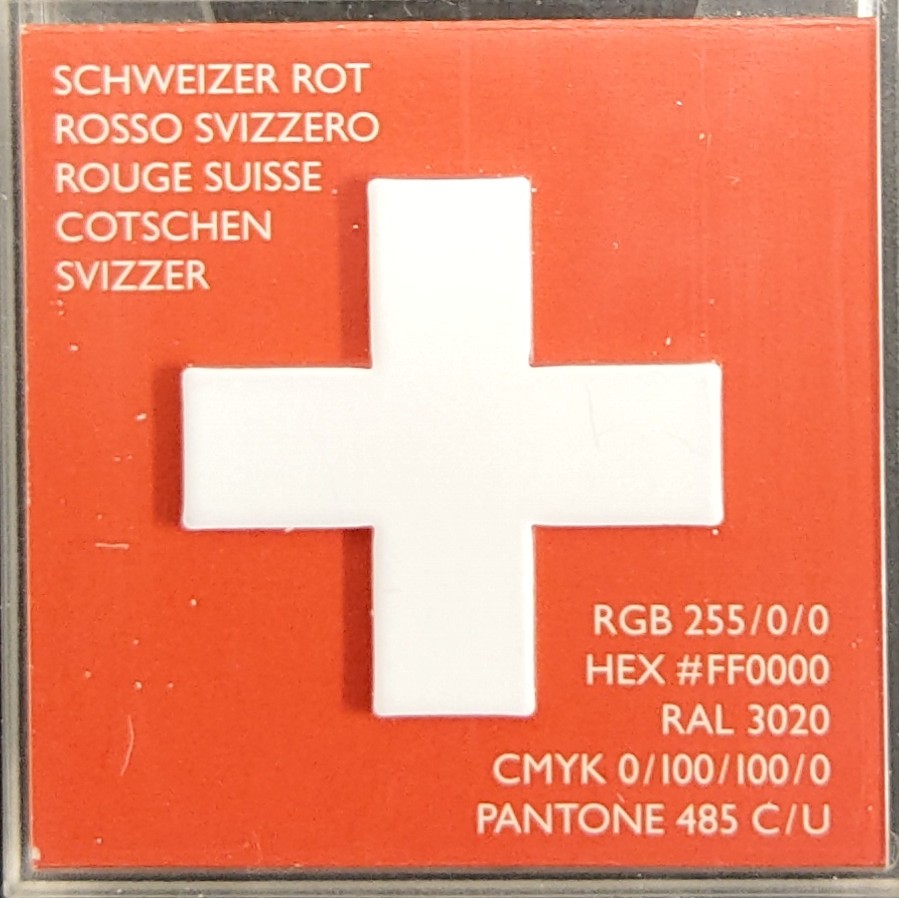 SCHWEIZER ROT
ROSSO SVIZZERO
ROUGE SUISSE
COTSCHEN
SVIZZER
RGB 255/0/0
HEX #FF0000
RAL 3020
CMYK 0/100/100/0
PANTONE 485 C/U